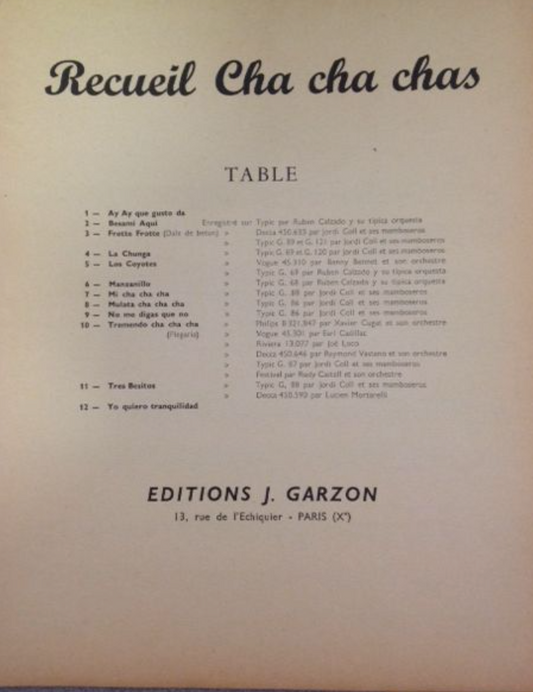 Recueil Cha cha chas
TABLE
1 — Ay Ay que gusto da
2 — Besami Aqui Enregistré sur Typic par Ruben Calzado y su tipica orquesta
3 — Frotta Frotte (Dale de beton) » Decca 450.633 par Jordi Coll et ses mamboseros
» Typic G. 89 et G. 121 par Jordi Coll et ses mamboseros
4 — La Chunga » Typic G. 89 et G. 120 par Jordi Coll et ses mamboseros
5 — Los Coyotes » Vogue 45.310 par Benny Bennet et son orchestre
» Typic G. 68 par Ruben Calzado y su tipica orquesta
6 — Manzanillo » Typic G. 68 par Ruben Calzado y su tipica orquesta
7 — Mi cha cha cha » Typic G. 88 par Jordi Coll et ses mamboseros
8 — Mulata cha cha cha » Typic G. 86 par Jordi Coll et ses mamboseros
9 — No me digas que no » Typic G. 86 par Jordi Coll et ses mamboseros
10 — Tremendo cha cha cha » Philips B 321.847 par Xavier Cugat et son orchestre
(Plegaria) » Vogue 45.301 par Earl Cadillac
» Riviera 13.077 par Joë Loco
» Decca 450.646 par Raymond et son orchestre
» Typic G. 87 par Jordi Coll et ses mamboseros
» Festival par Rudy Castell et son orchestre
11 — Tres Besitos » Typic G. 88 par Jordi Coll et ses mamboseros
» Decca 450.590 par Lucien Mortarelli
12 — Yo quiero tranquilidad
EDITIONS J. GARZON
13, rue de l'Echiquier - PARIS (Xº)